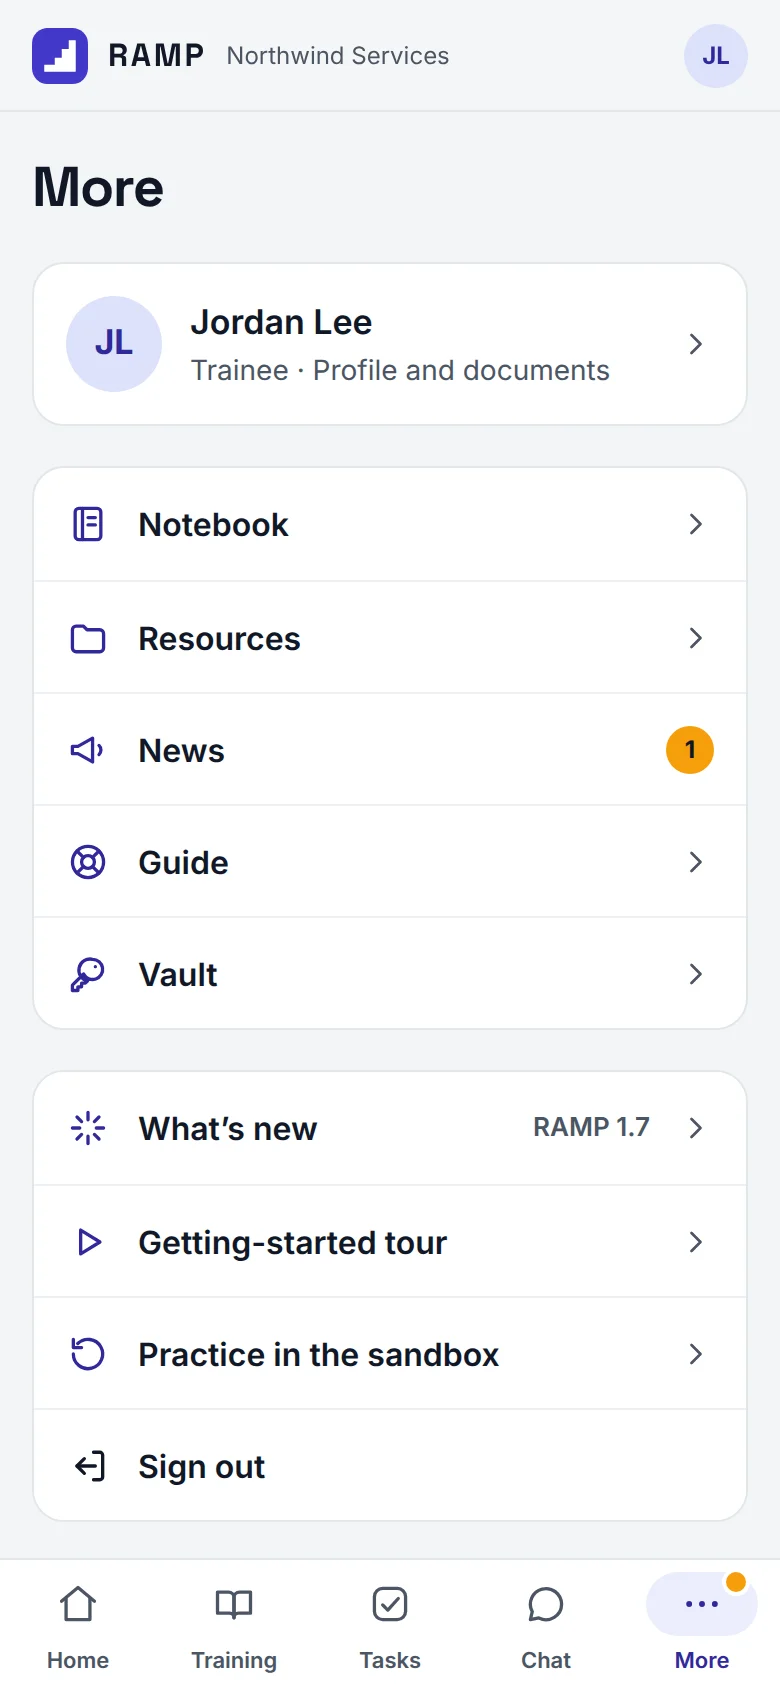 RAMP Northwind Services JL
More
JL
Jordan Lee
Trainee · Profile and documents
Notebook
Resources
News 1
Guide
Vault
What’s new RAMP 1.7
Getting-started tour
Practice in the sandbox
Sign out
Home Training Tasks Chat More